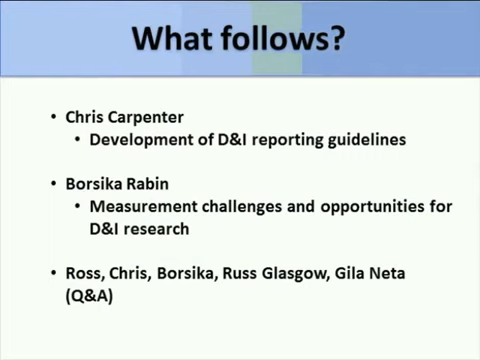 What follows?
• Chris Carpenter
• Development of D&I reporting guidelines
• Borsika Rabin
• Measurement challenges and opportunities for
D&I research
• Ross, Chris, Borsika, Russ Glasgow, Gila Neta
(Q&A)